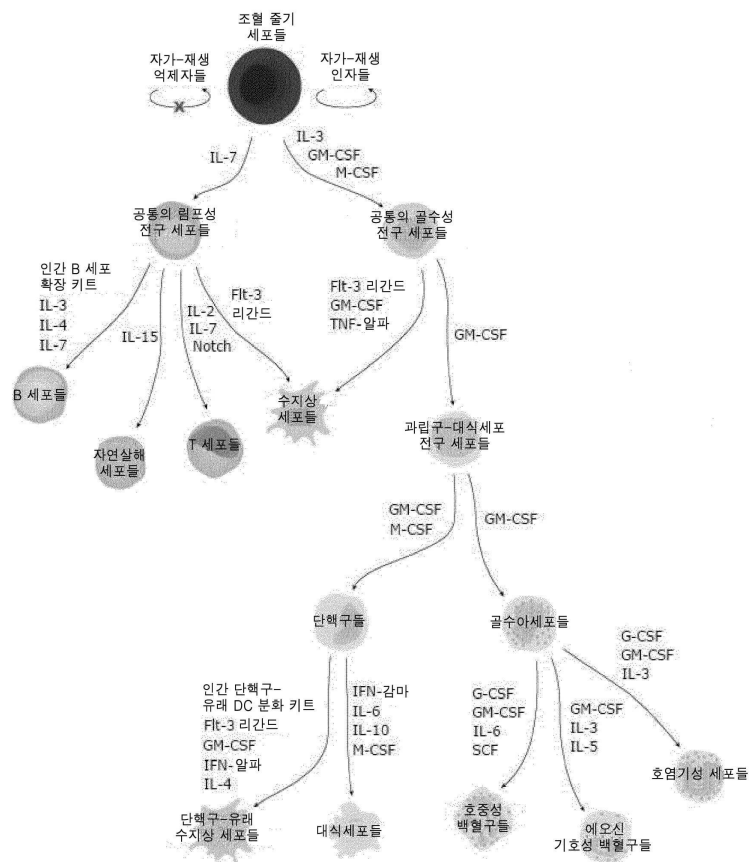 조혈 줄기
세포들
자가-재생
억제자들
자가-재생
인자들
X
IL-7
IL-3
GM-CSF
M-CSF
공통의 림포성
전구 세포들
공통의 골수성
전구 세포들
인간 B 세포
확장 키트
IL-3
IL-4
IL-7
IL-15
IL-2
IL-7
Notch
Flt-3
리간드
Flt-3 리간드
GM-CSF
TNF-알파
GM-CSF
B 세포들
자연살해
세포들
T 세포들
수지상
세포들
과립구-대식세포
전구 세포들
GM-CSF
M-CSF
GM-CSF
단핵구들
골수아세포들
인간 단핵구-
유래 DC 분화 키트
Flt-3 리간드
GM-CSF
IFN-알파
IL-4
IFN-감마
IL-6
IL-10
M-CSF
G-CSF
GM-CSF
IL-6
SCF
GM-CSF
IL-3
IL-5
G-CSF
GM-CSF
IL-3
단핵구-유래
수지상 세포들
대식세포들
호중성
백혈구들
에오신
기호성 백혈구들
호염기성 세포들